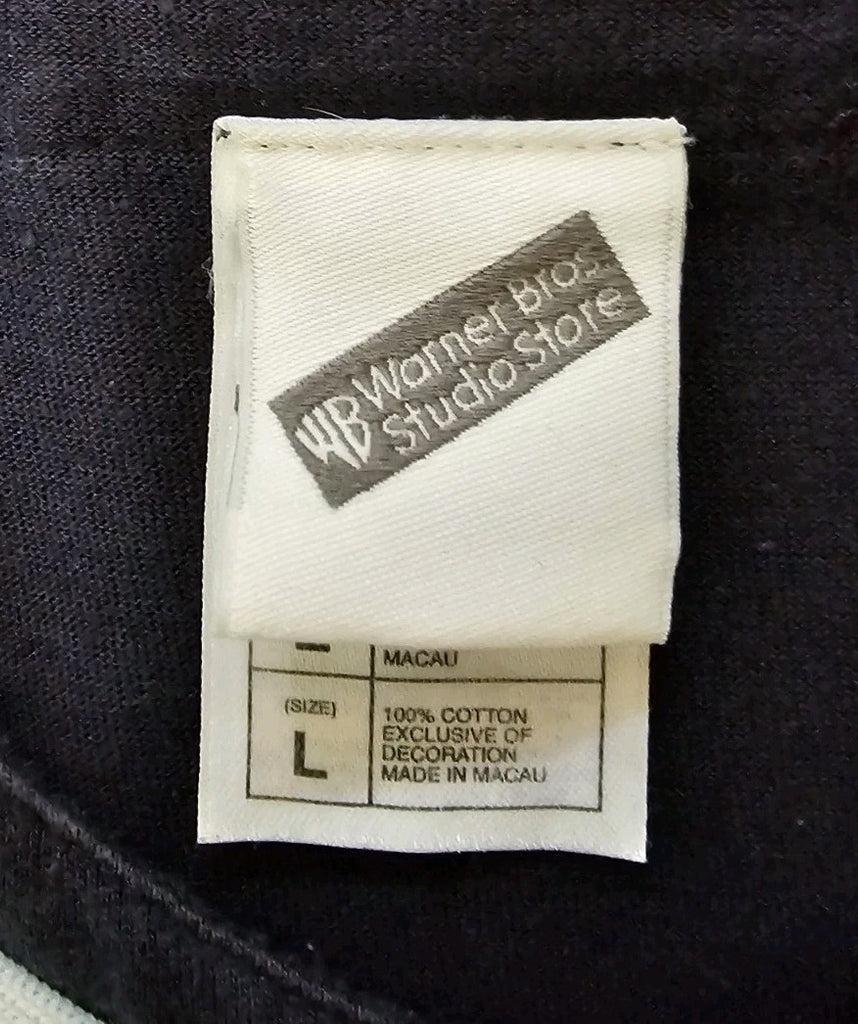 WB Warner Bros.
Studio Store
MACAU
(SIZE)
L
100% COTTON
EXCLUSIVE OF
DECORATION
MADE IN MACAU